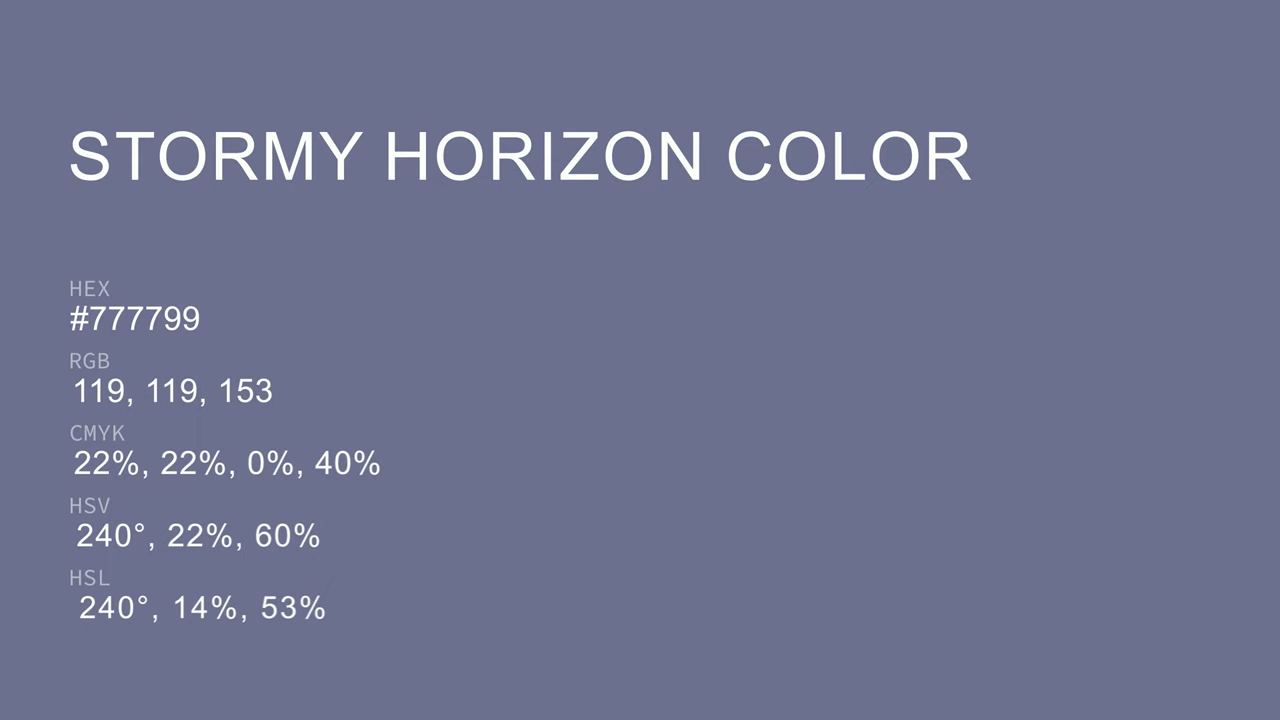 STORMY HORIZON COLOR
HEX
#777799
RGB
119, 119, 153
CMYK
22%, 22%, 0%, 40%
HSV
240°, 22%, 60%
HSL
240°, 14%, 53%